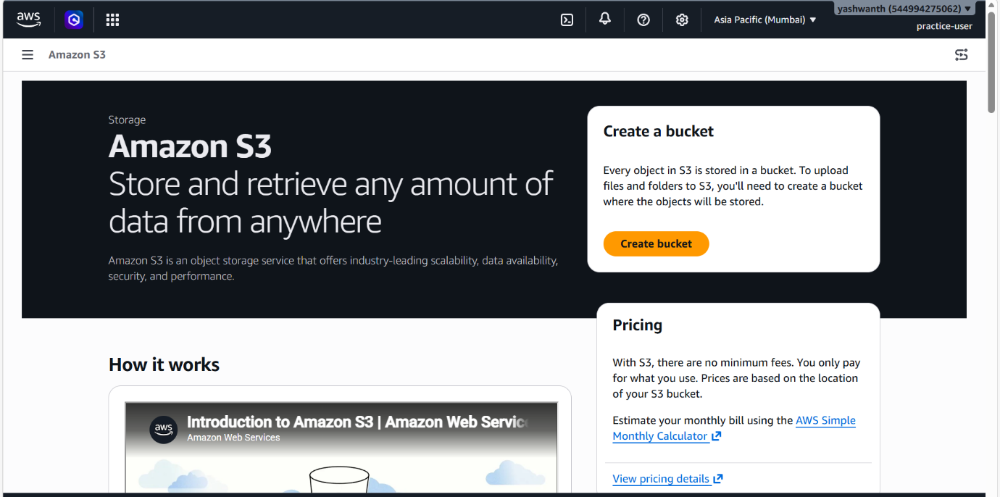 aws
Asia Pacific (Mumbai)
yashwanth (544994275062)
practice-user
Amazon S3
Storage
Amazon S3
Store and retrieve any amount of
data from anywhere
Amazon S3 is an object storage service that offers industry-leading scalability, data availability,
security, and performance.
Create a bucket
Every object in S3 is stored in a bucket. To upload
files and folders to S3, you'll need to create a bucket
where the objects will be stored.
Create bucket
Pricing
With S3, there are no minimum fees. You only pay
for what you use. Prices are based on the location
of your S3 bucket.
Estimate your monthly bill using the AWS Simple
Monthly Calculator
View pricing details
How it works
aws
Introduction to Amazon S3 | Amazon Web Servic
Amazon Web Services